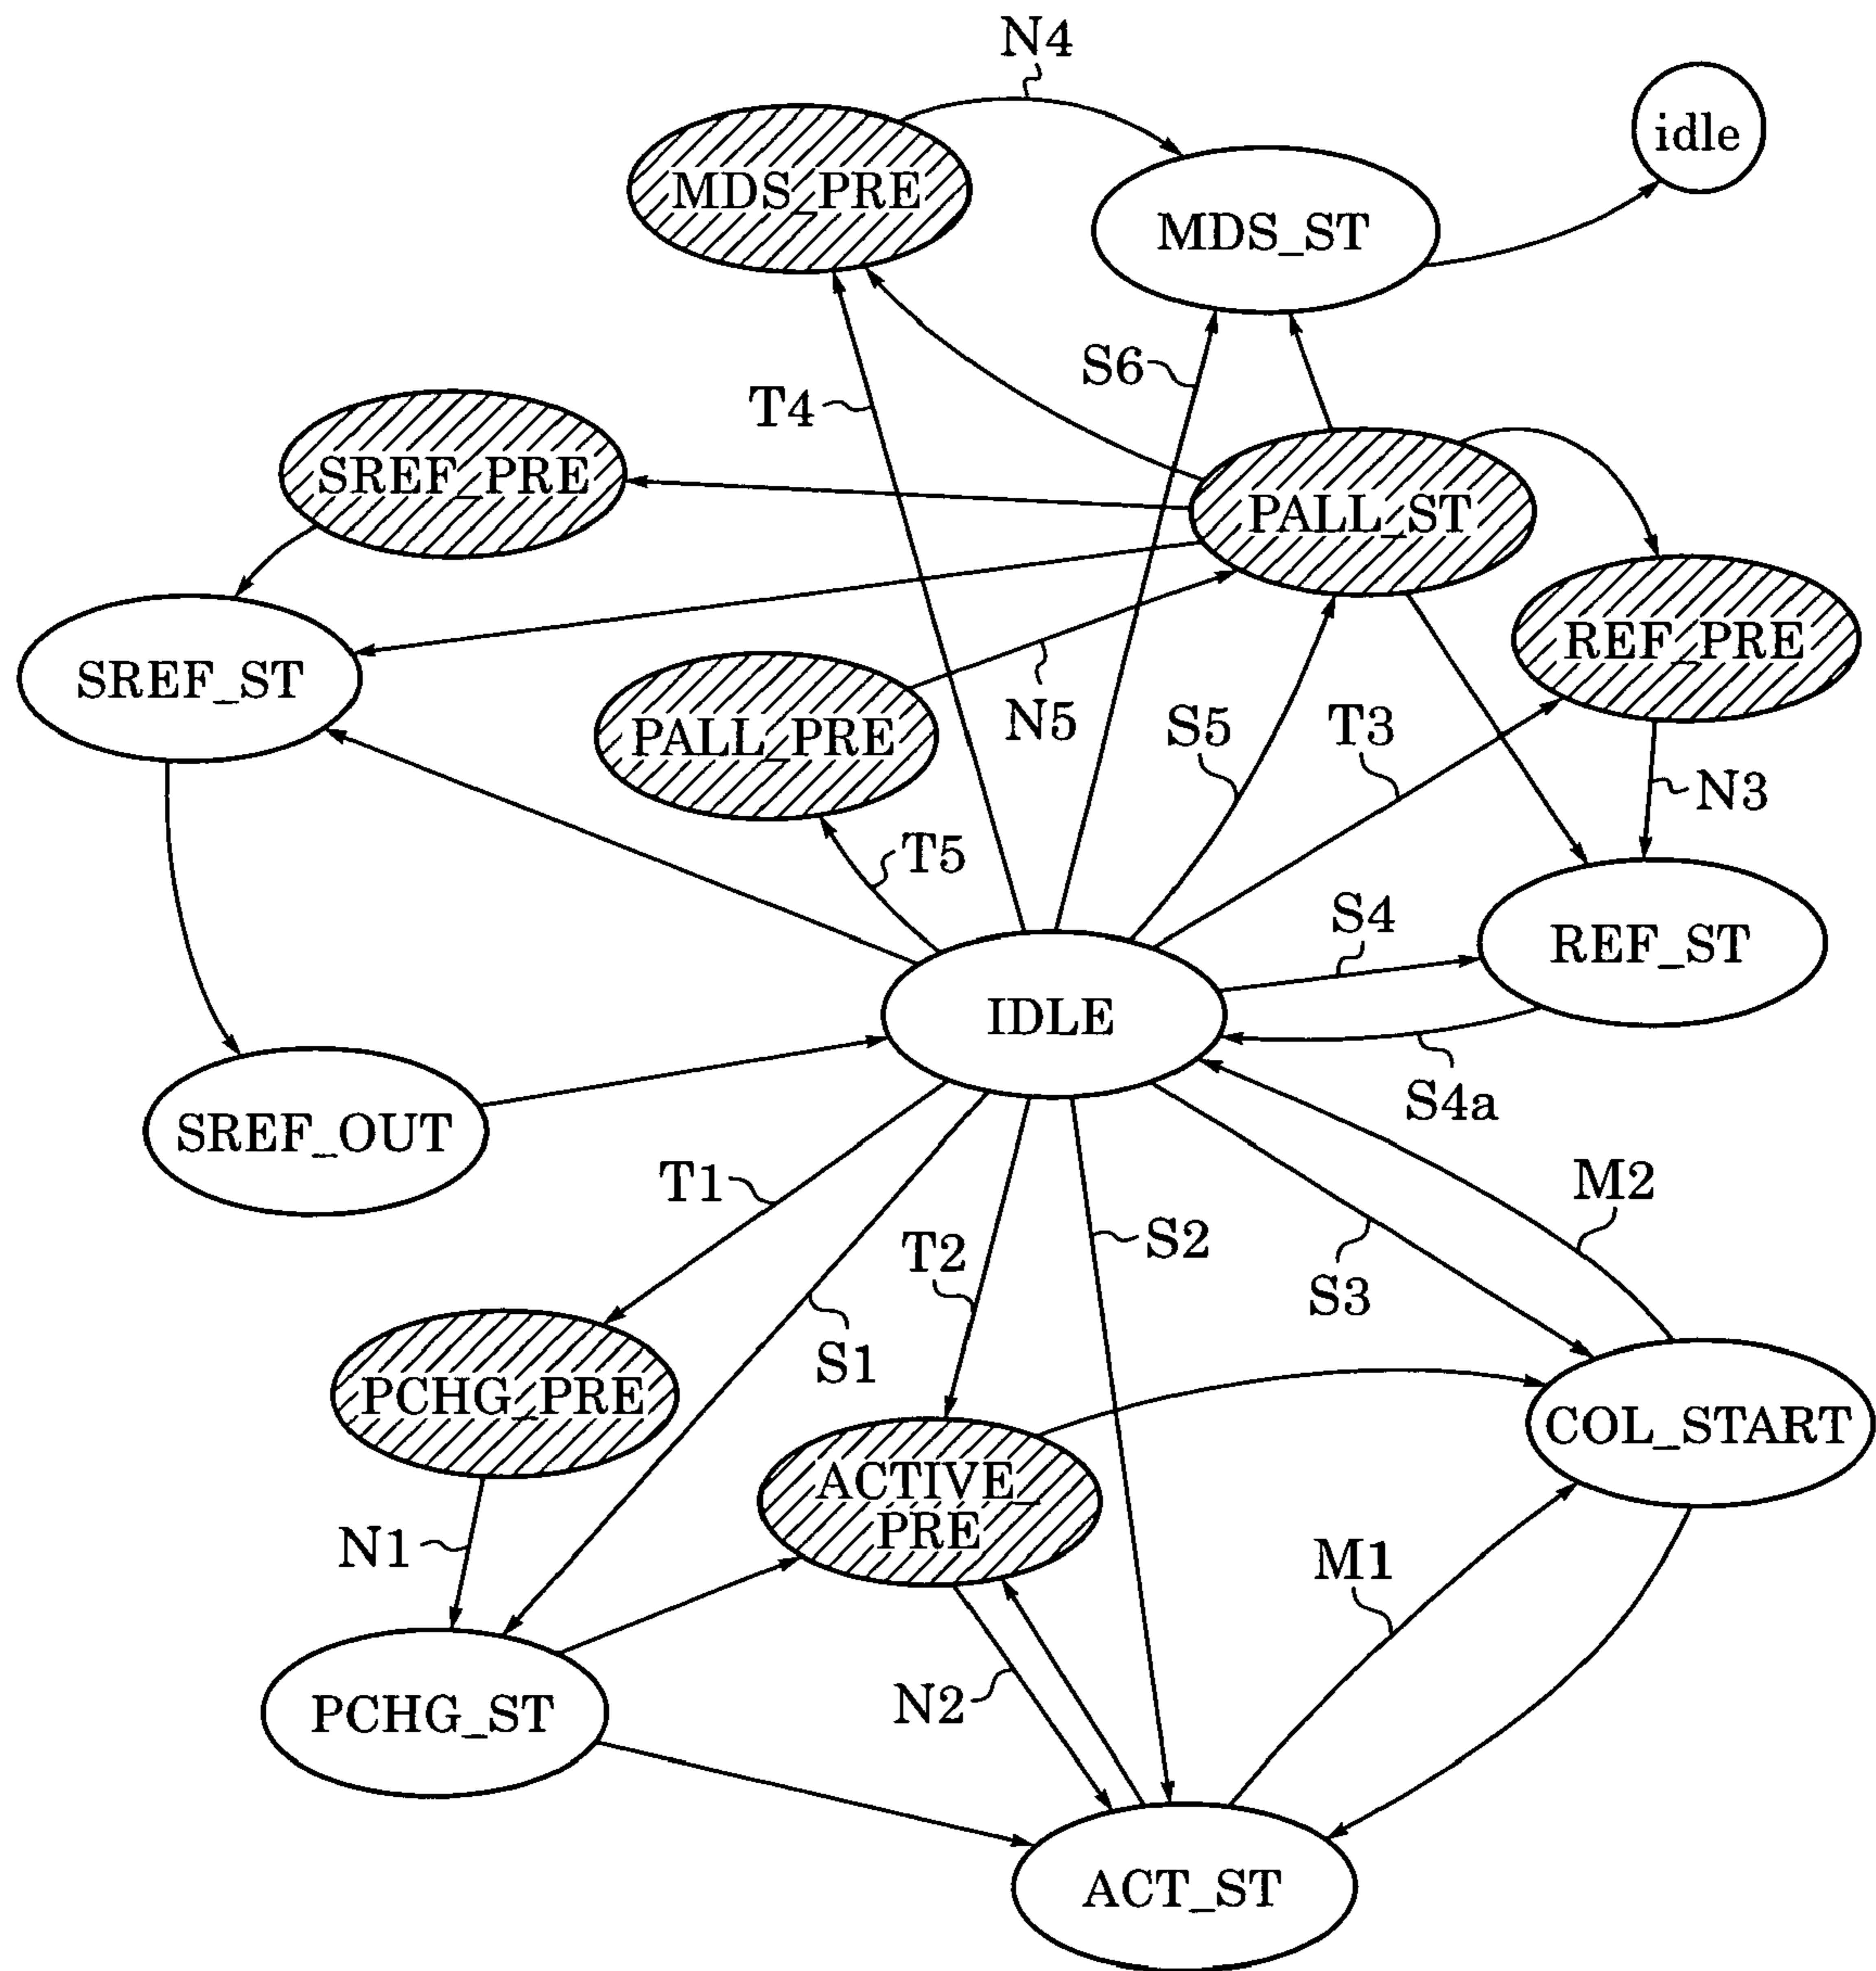 N4
idle
MDS_PRE
MDS_ST
S6
T4
SREF_PRE
PALL_ST
REF_PRE
SREF_ST
PALL_PRE
N5
S5
T3
N3
T5
S4
REF_ST
IDLE
S4a
SREF_OUT
T1
M2
T2
S2
S3
S1
PCHG_PRE
COL_START
ACTIVE_
PRE
N1
M1
N2
PCHG_ST
ACT_ST